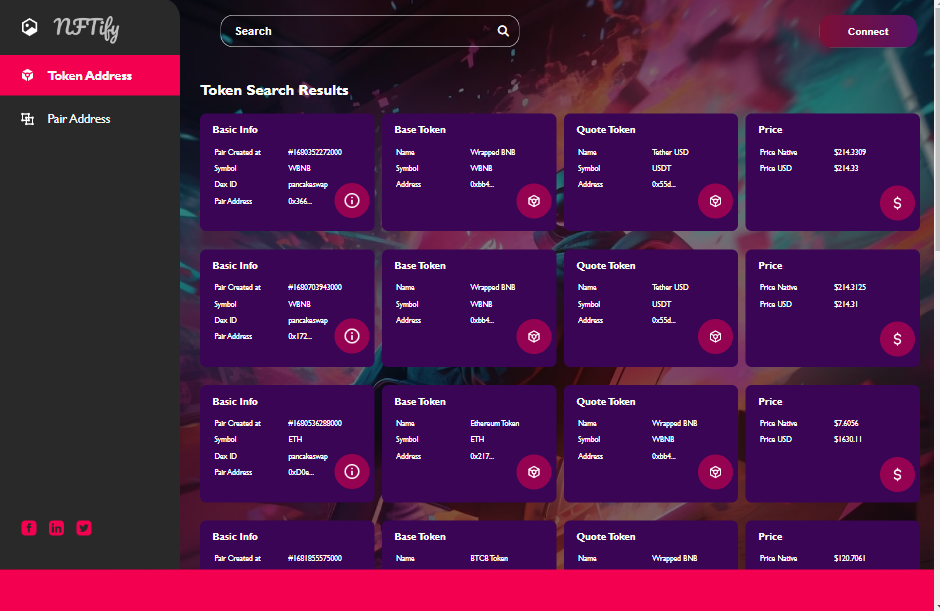 NFTify
Search
Connect
Token Address
Pair Address
Token Search Results
Basic Info
Pair Created at #1680352272000
Symbol WBNB
Dex ID pancakeswap
Pair Address 0x366...
Base Token
Name Wrapped BNB
Symbol WBNB
Address 0xbb4...
Quote Token
Name Tether USD
Symbol USDT
Address 0x55d...
Price
Price Native $214.3309
Price USD $214.33
Basic Info
Pair Created at #1680703943000
Symbol WBNB
Dex ID pancakeswap
Pair Address 0x172...
Base Token
Name Wrapped BNB
Symbol WBNB
Address 0xbb4...
Quote Token
Name Tether USD
Symbol USDT
Address 0x55d...
Price
Price Native $214.3125
Price USD $214.31
Basic Info
Pair Created at #1680536288000
Symbol ETH
Dex ID pancakeswap
Pair Address 0xD0e...
Base Token
Name Ethereum Token
Symbol ETH
Address 0x217...
Quote Token
Name Wrapped BNB
Symbol WBNB
Address 0xbb4...
Price
Price Native $7.6056
Price USD $1630.11
Basic Info
Pair Created at #1681855575000
Base Token
Name BTCB Token
Quote Token
Name Wrapped BNB
Price
Price Native $120.7061